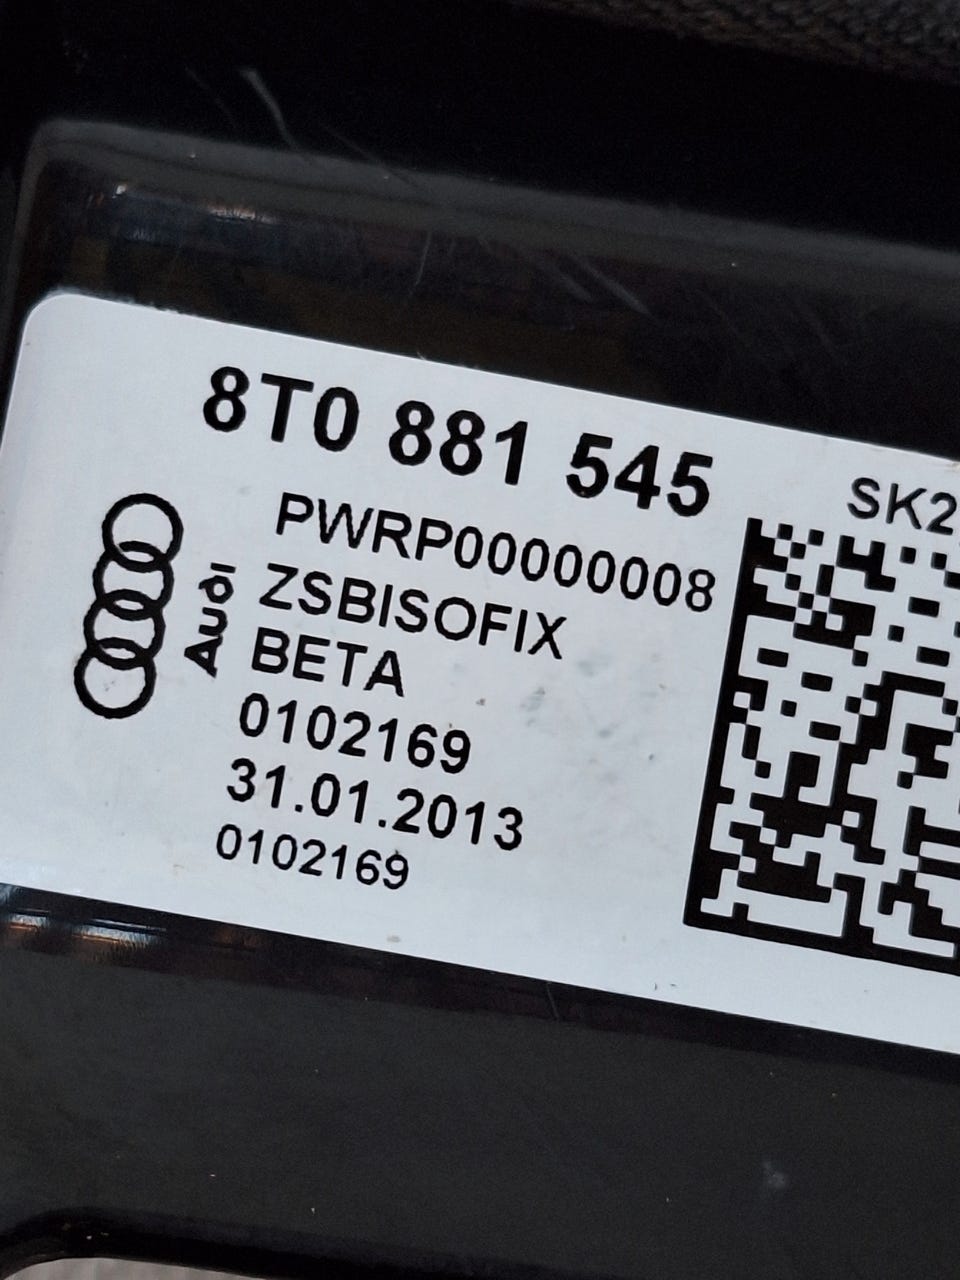 8T0 881 545
SK2
PWRP00000008
ZSBISOFIX
BETA
0102169
31.01.2013
0102169
Audi